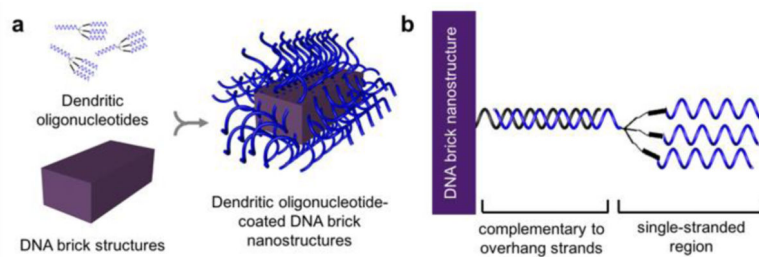 a
Dendritic
oligonucleotides
DNA brick structures
Dendritic oligonucleotide-
coated DNA brick
nanostructures
b
DNA brick nanostructure
complementary to
overhang strands
single-stranded
region